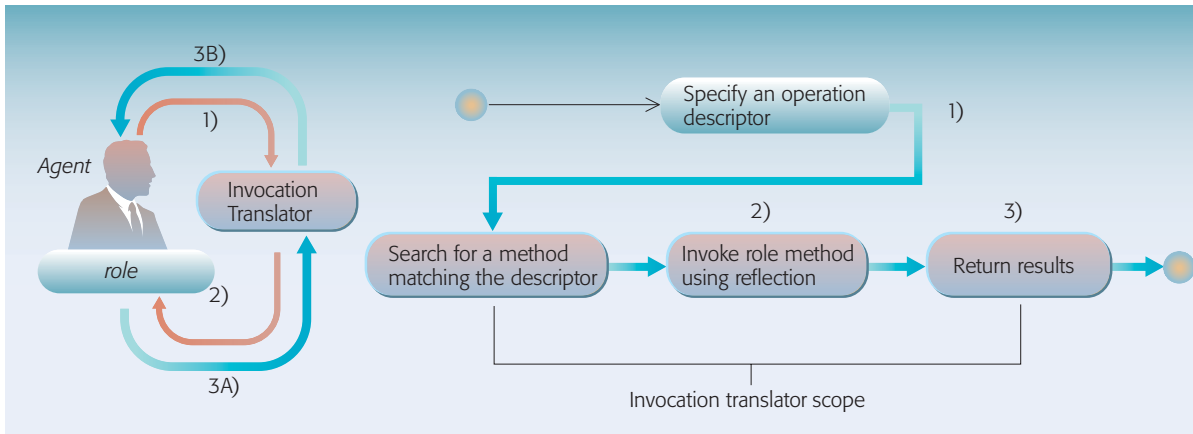 3B)
1)
Agent
Invocation
Translator
role
2)
3A)
Specify an operation
descriptor
1)
Search for a method
matching the descriptor
2)
Invoke role method
using reflection
3)
Return results
Invocation translator scope